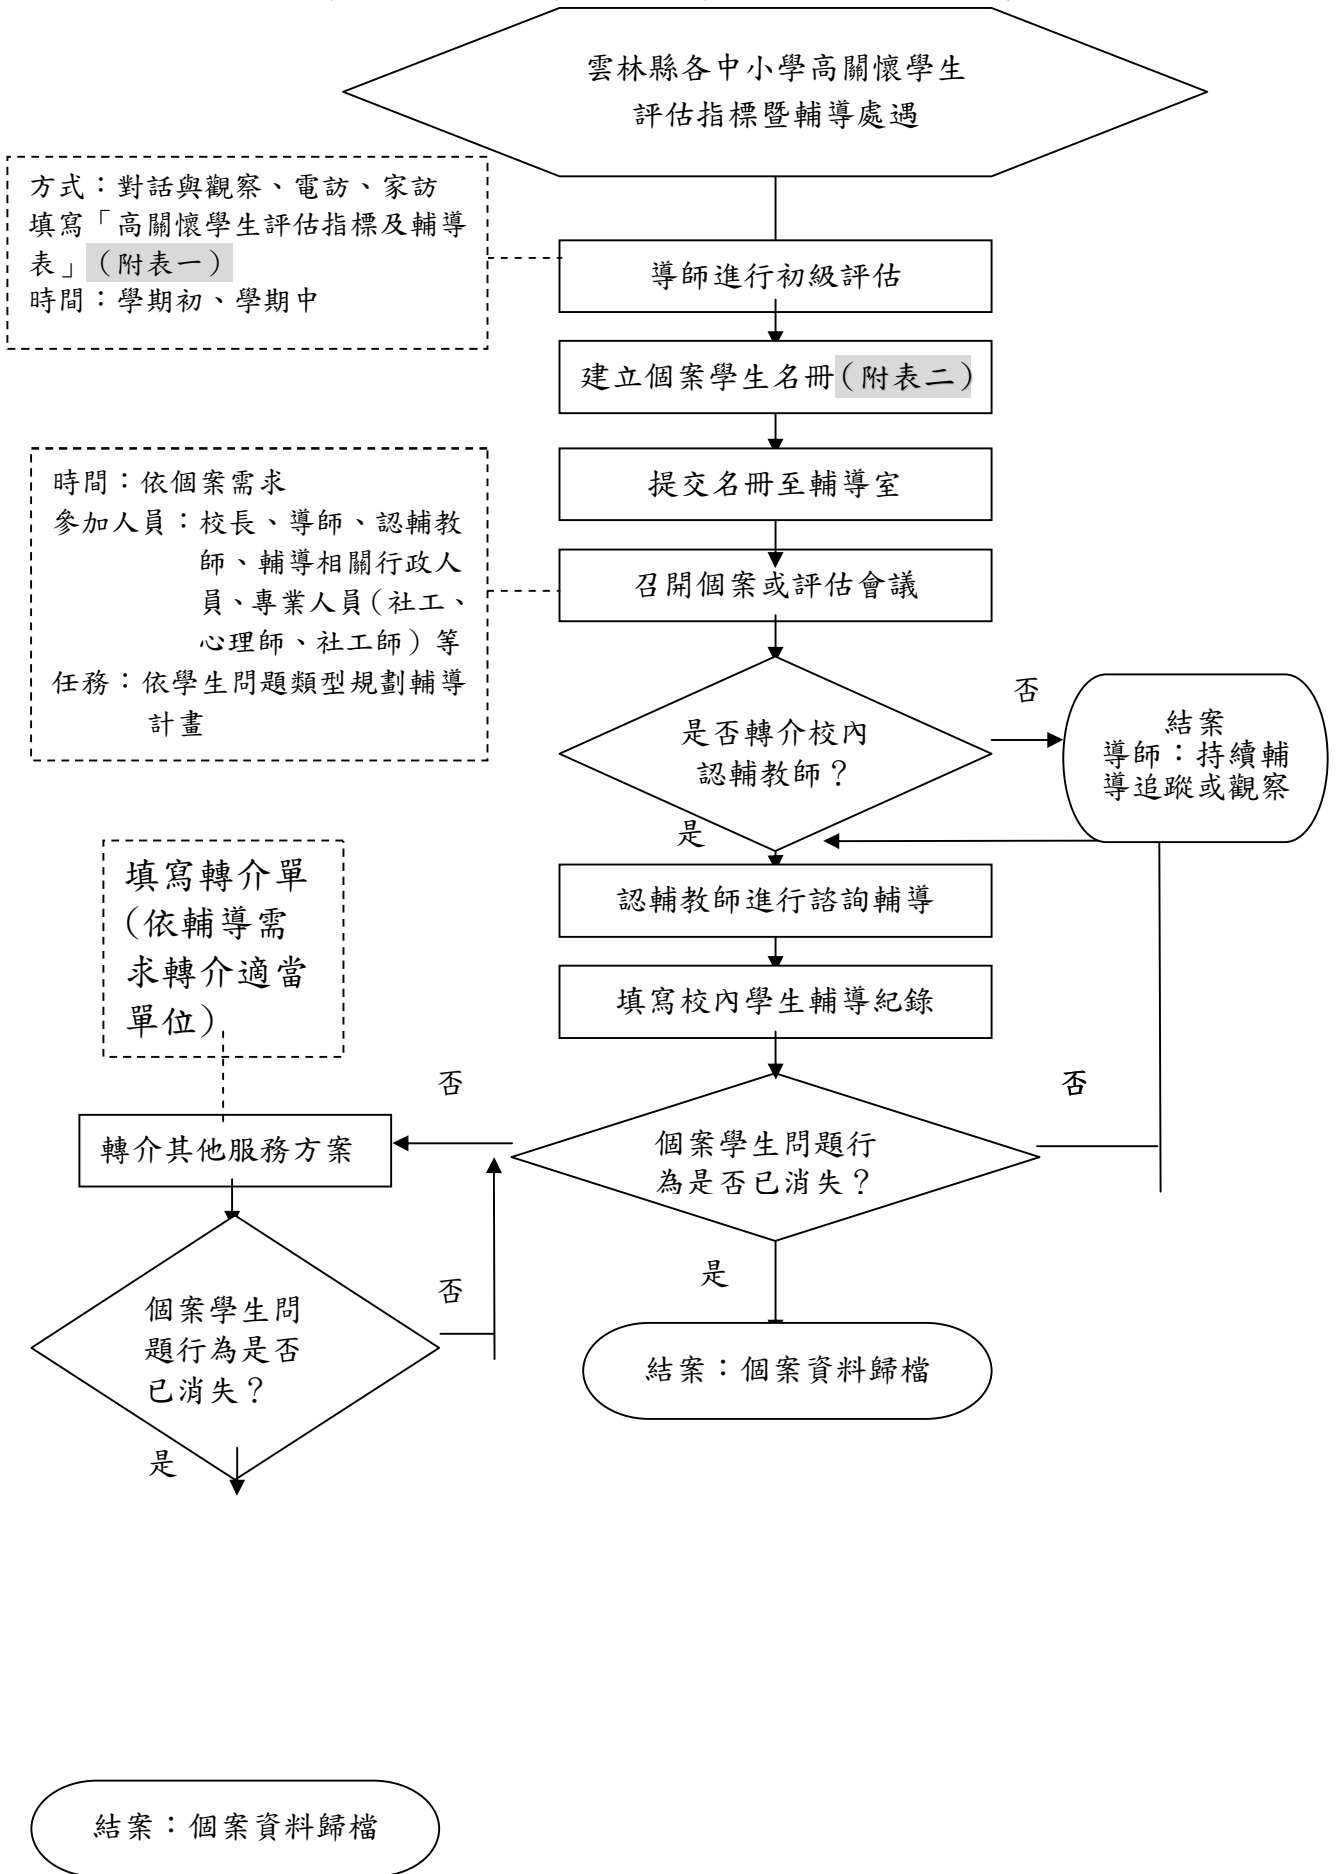 雲林縣各中小學高關懷學生
評估指標暨輔導處遇
方式：對話與觀察、電訪、家訪
填寫「高關懷學生評估指標及輔導
表」（附表一）
時間：學期初、學期中
導師進行初級評估
建立個案學生名冊（附表二）
提交名冊至輔導室
時間：依個案需求
參加人員：校長、導師、認輔教
師、輔導相關行政人
員、專業人員（社工、
心理師、社工師）等
任務：依學生問題類型規劃輔導
計畫
召開個案或評估會議
是否轉介校內
認輔教師？
否
結案
導師：持續輔
導追蹤或觀察
是
認輔教師進行諮詢輔導
填寫校內學生輔導紀錄
填寫轉介單
（依輔導需
求轉介適當
單位）
否
否
轉介其他服務方案
個案學生問題行
為是否已消失？
是
否
個案學生問
題行為是否
已消失？
結案：個案資料歸檔
是
結案：個案資料歸檔